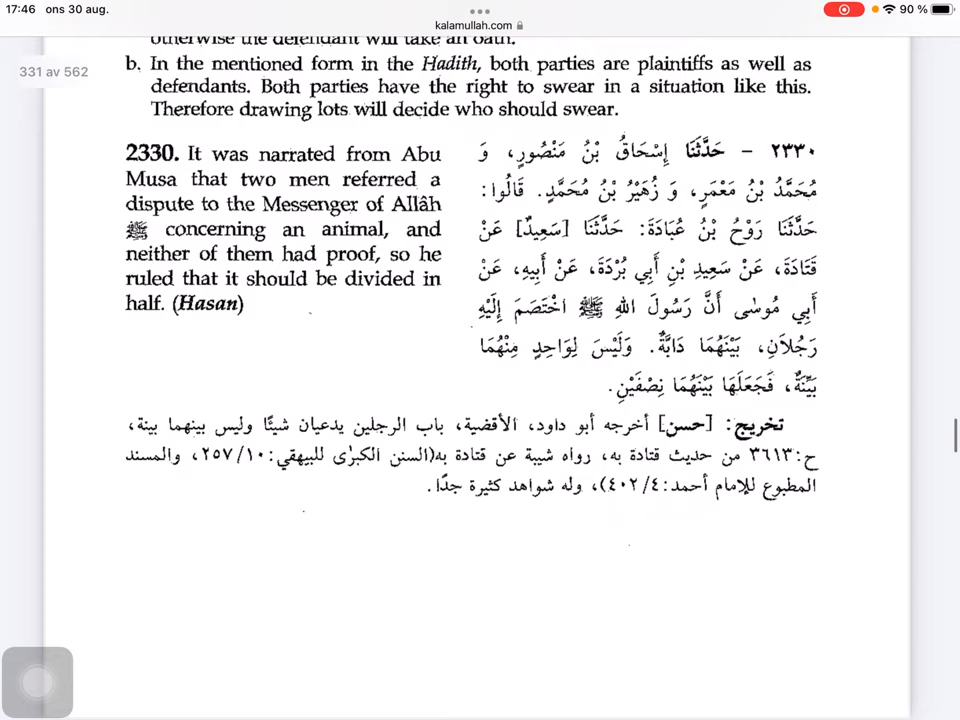 17:46 ons 30 aug.
90 %
kalamullah.com
331 av 562
otherwise the defendant will take an oath.
b. In the mentioned form in the Hadith, both parties are plaintiffs as well as
defendants. Both parties have the right to swear in a situation like this.
Therefore drawing lots will decide who should swear.
2330. It was narrated from Abu
Musa that two men referred a
dispute to the Messenger of Allâh
ﷺ concerning an animal, and
neither of them had proof, so he
ruled that it should be divided in
half. (Hasan)
٢٣٣٠ - حَدَّثَنَا إِسْحَاقُ بْنُ مَنْصُورٍ، وَ
مُحَمَّدُ بْنُ مَعْمَرٍ، وَ زُهَيْرُ بْنُ مُحَمَّدٍ. قَالُوا:
حَدَّثَنَا رَوْحُ بْنُ عُبَادَةَ: حَدَّثَنَا [سَعِيدٌ] عَنْ
قَتَادَةَ، عَنْ سَعِيدِ بْنِ أَبِي بُرْدَةَ، عَنْ أَبِيهِ، عَنْ
أَبِي مُوسَى أَنَّ رَسُولَ اللهِ ﷺ اخْتَصَمَ إِلَيْهِ
رَجُلَانِ، بَيْنَهُمَا دَابَّةٌ. وَلَيْسَ لِوَاحِدٍ مِنْهُمَا
بَيِّنَةٌ، فَجَعَلَهَا بَيْنَهُمَا نِصْفَيْنِ.
تخريج: [حسن] أخرجه أبو داود، الأقضية، باب الرجلين يدعيان شيئًا وليس بينهما بينة،
ح:٣٦١٣ من حديث قتادة به، رواه شيبة عن قتادة به(السنن الكبرٰى للبيهقي:١٠/ ٢٥٧، والمسند
المطبوع للإمام أحمد:٤/ ٤٠٢)، وله شواهد كثيرة جدًا.